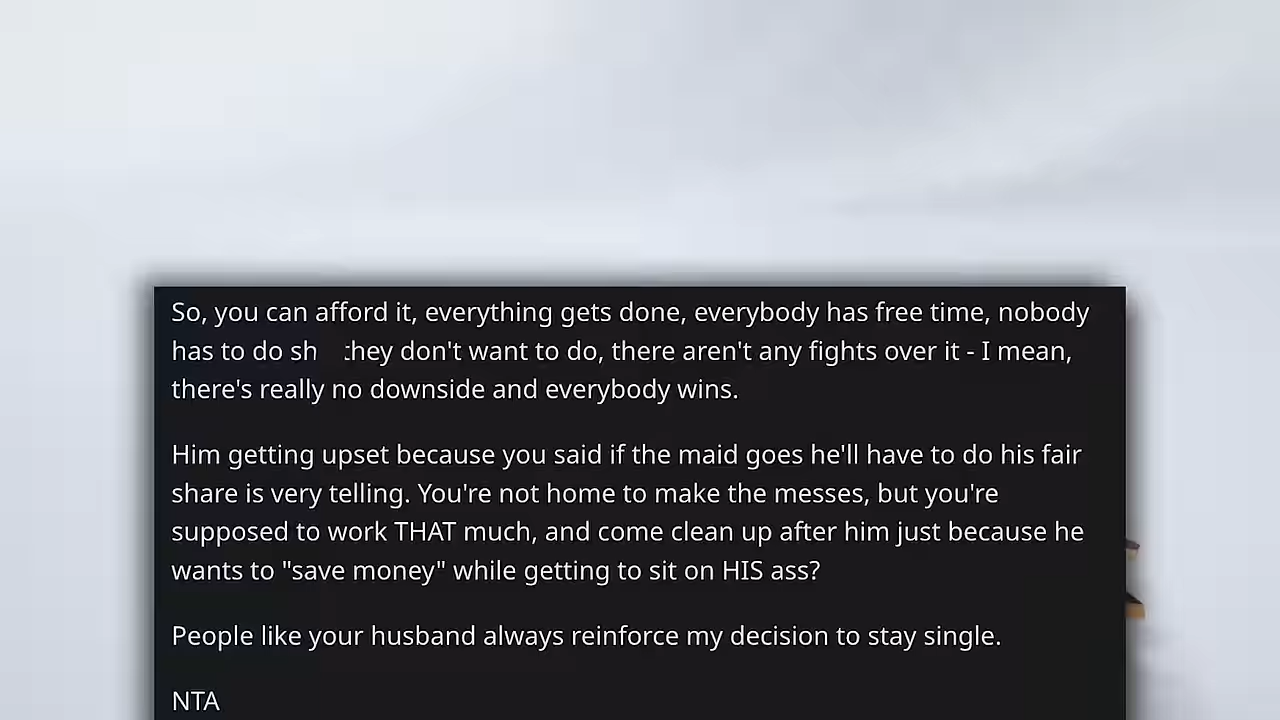 So, you can afford it, everything gets done, everybody has free time, nobody
has to do sh they don't want to do, there aren't any fights over it - I mean,
there's really no downside and everybody wins.
Him getting upset because you said if the maid goes he'll have to do his fair
share is very telling. You're not home to make the messes, but you're
supposed to work THAT much, and come clean up after him just because he
wants to "save money" while getting to sit on HIS ass?
People like your husband always reinforce my decision to stay single.
NTA